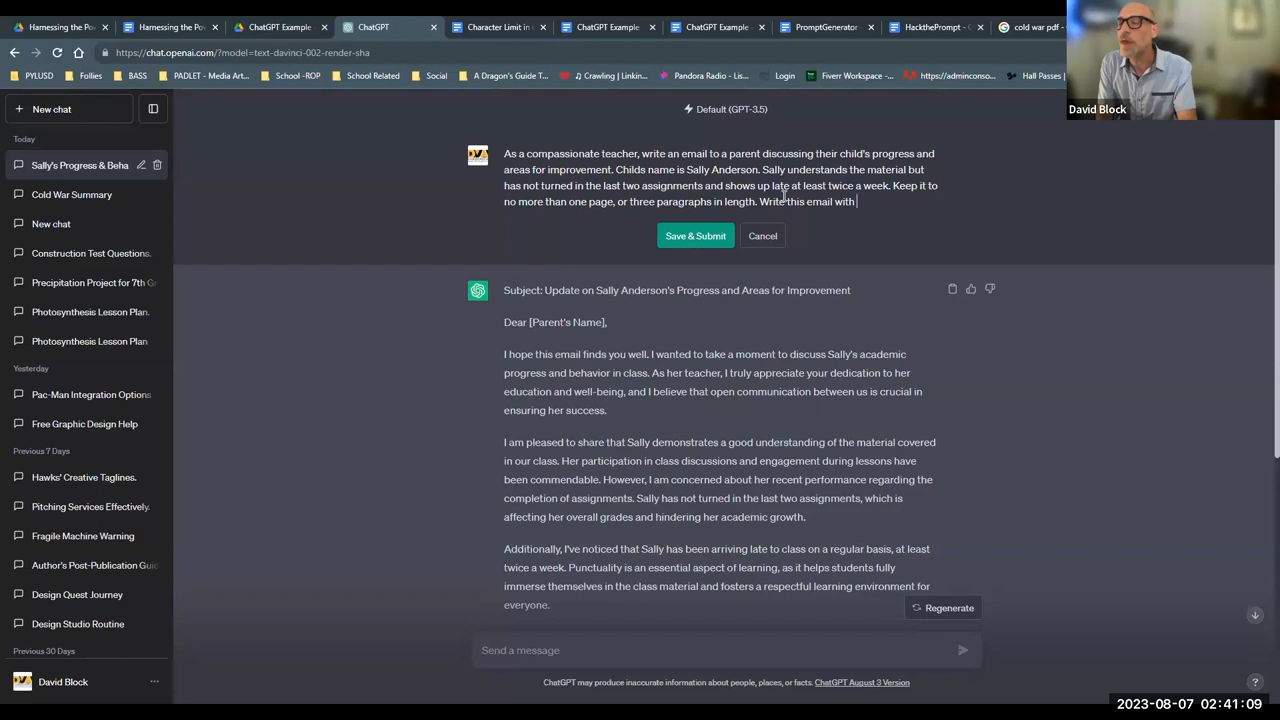 Harnessing the Powe
Harnessing the Pow
ChatGPT Example
ChatGPT
Character Limit in
ChatGPT Example
ChatGPT Example
PromptGenerator
HackthePrompt - G
cold war pdf -
https://chat.openai.com/?model=text-davinci-002-render-sha
PYLUSD
Follies
BASS
PADLET - Media Art...
School -ROP
School Related
Social
A Dragon's Guide T...
Crawling | Linkin...
Pandora Radio - Lis...
Login
Fiverr Workspace -...
https://adminconso...
Hall Passes |
David Block
New chat
Default (GPT-3.5)
Today
Sally's Progress & Beha
Cold War Summary
New chat
Construction Test Questions.
Precipitation Project for 7th G
Photosynthesis Lesson Plan.
Photosynthesis Lesson Plan
Yesterday
Pac-Man Integration Options
Free Graphic Design Help
Previous 7 Days
Hawks' Creative Taglines.
Pitching Services Effectively.
Fragile Machine Warning
Author's Post-Publication Guid
Design Quest Journey
Design Studio Routine
Previous 30 Days
David Block
As a compassionate teacher, write an email to a parent discussing their child's progress and
areas for improvement. Childs name is Sally Anderson. Sally understands the material but
has not turned in the last two assignments and shows up late at least twice a week. Keep it to
no more than one page, or three paragraphs in length. Write this email with
Save & Submit
Cancel
Subject: Update on Sally Anderson's Progress and Areas for Improvement
Dear [Parent's Name],
I hope this email finds you well. I wanted to take a moment to discuss Sally's academic
progress and behavior in class. As her teacher, I truly appreciate your dedication to her
education and well-being, and I believe that open communication between us is crucial in
ensuring her success.
I am pleased to share that Sally demonstrates a good understanding of the material covered
in our class. Her participation in class discussions and engagement during lessons have
been commendable. However, I am concerned about her recent performance regarding the
completion of assignments. Sally has not turned in the last two assignments, which is
affecting her overall grades and hindering her academic growth.
Additionally, I've noticed that Sally has been arriving late to class on a regular basis, at least
twice a week. Punctuality is an essential aspect of learning, as it helps students fully
immerse themselves in the class material and fosters a respectful learning environment for
everyone.
Regenerate
Send a message
ChatGPT may produce inaccurate information about people, places, or facts. ChatGPT August 3 Version
2023-08-07 02:41:09